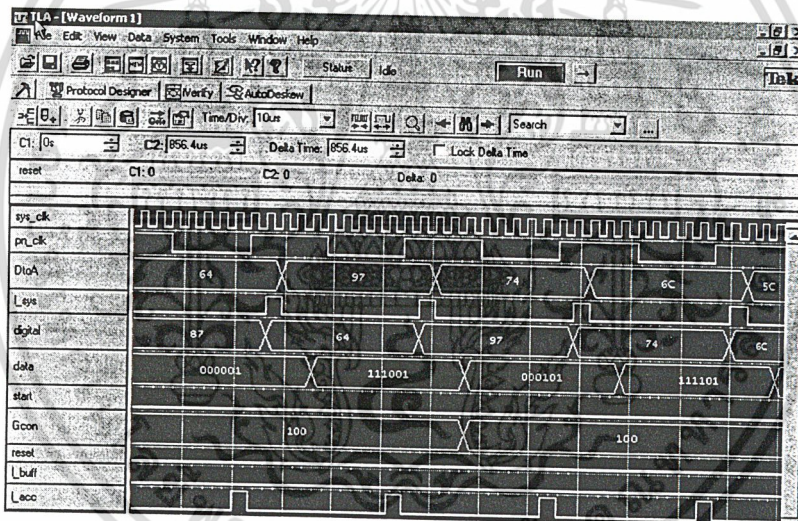 TLA - [Waveform 1]
File Edit View Data System Tools Window Help
Status Idle Run Tek
Protocol Designer iVerify AutoDeskew
Time/Div: 10us Search ...
C1: 0s C2: 856.4us Delta Time: 856.4us Lock Delta Time
reset C1: 0 C2: 0 Delta: 0
sys_clk
pn_clk
DtoA 64 97 74 6C 5C
l_sys
digital 87 64 97 74 6C
data 000001 111001 000101 111101
start
Gcon 100 100
reset
l_buff
l_acc